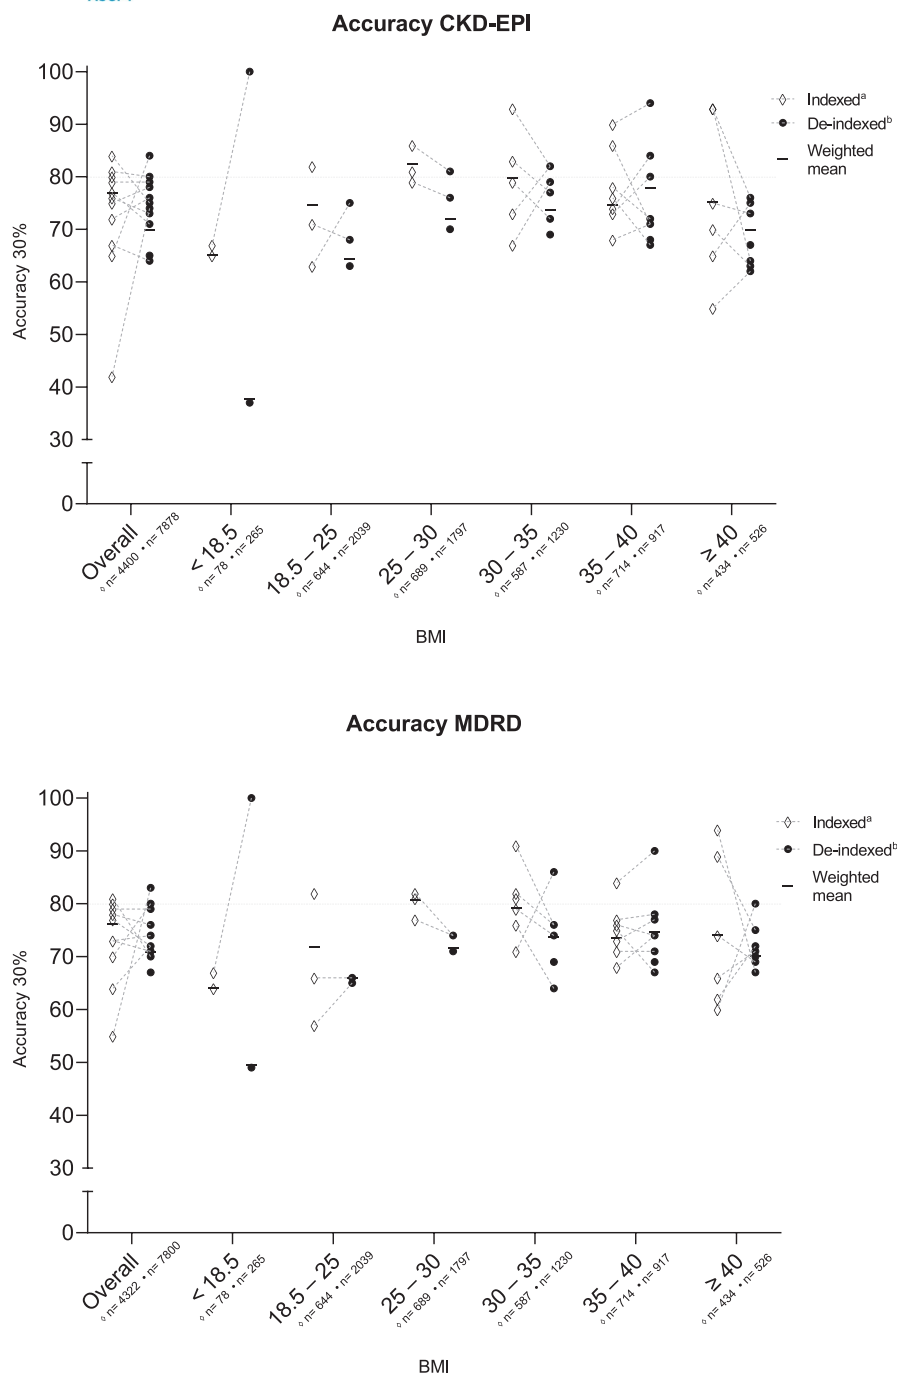 Accuracy CKD-EPI
100
90
80
70
60
50
40
30
0
Accuracy 30%
Indexedᵃ
De-indexedᵇ
Weighted
mean
Overall
◊ n= 4400 • n= 7878
< 18.5
◊ n= 78 • n= 265
18.5 – 25
◊ n= 644 • n= 2039
25 – 30
◊ n= 689 • n= 1797
30 – 35
◊ n= 587 • n= 1230
35 – 40
◊ n= 714 • n= 917
≥ 40
◊ n= 434 • n= 526
BMI
Accuracy MDRD
100
90
80
70
60
50
40
30
0
Accuracy 30%
Indexedᵃ
De-indexedᵇ
Weighted
mean
Overall
◊ n= 4322 • n= 7800
< 18.5
◊ n= 78 • n= 265
18.5 – 25
◊ n= 644 • n= 2039
25 – 30
◊ n= 689 • n= 1797
30 – 35
◊ n= 587 • n= 1230
35 – 40
◊ n= 714 • n= 917
≥ 40
◊ n= 434 • n= 526
BMI